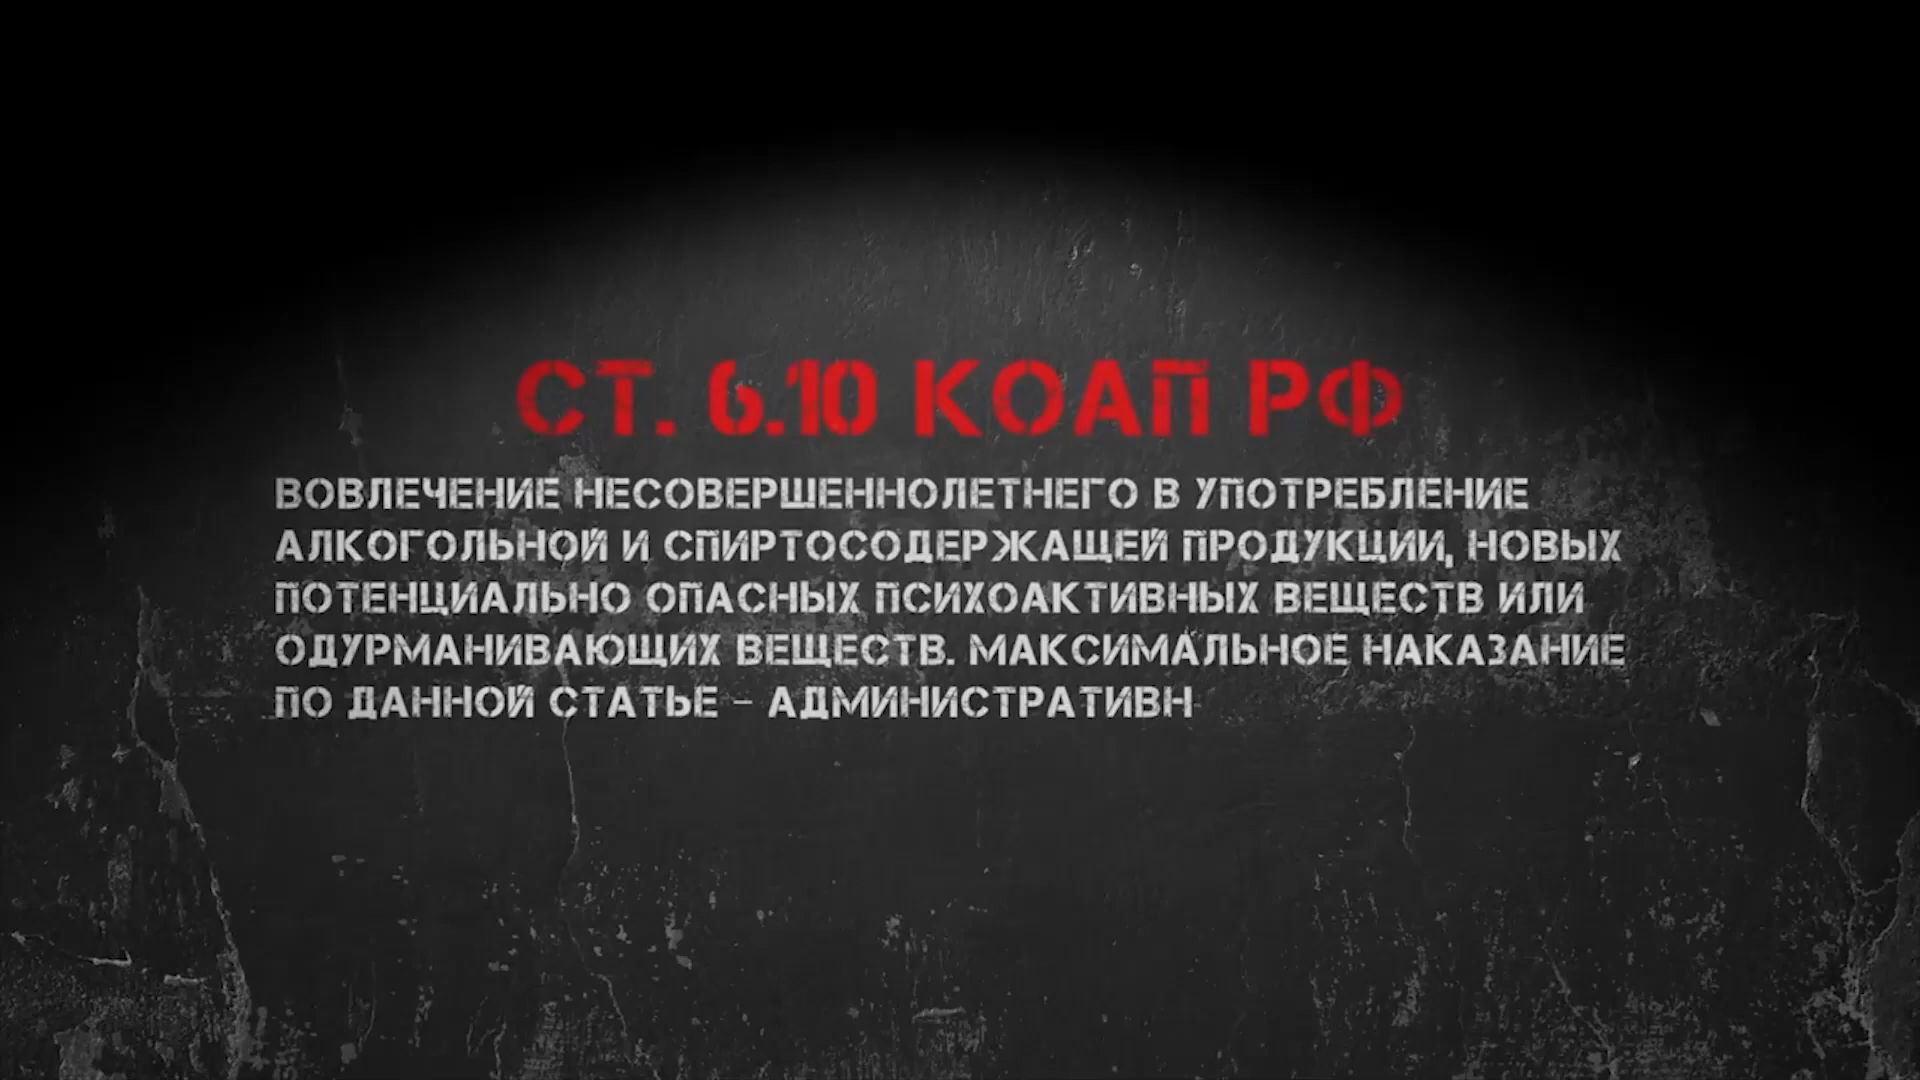 СТ. 6.10 КОАП РФ
ВОВЛЕЧЕНИЕ НЕСОВЕРШЕННОЛЕТНЕГО В УПОТРЕБЛЕНИЕ
АЛКОГОЛЬНОЙ И СПИРТОСОДЕРЖАЩЕЙ ПРОДУКЦИИ, НОВЫХ
ПОТЕНЦИАЛЬНО ОПАСНЫХ ПСИХОАКТИВНЫХ ВЕЩЕСТВ ИЛИ
ОДУРМАНИВАЮЩИХ ВЕЩЕСТВ. МАКСИМАЛЬНОЕ НАКАЗАНИЕ
ПО ДАННОЙ СТАТЬЕ – АДМИНИСТРАТИВН